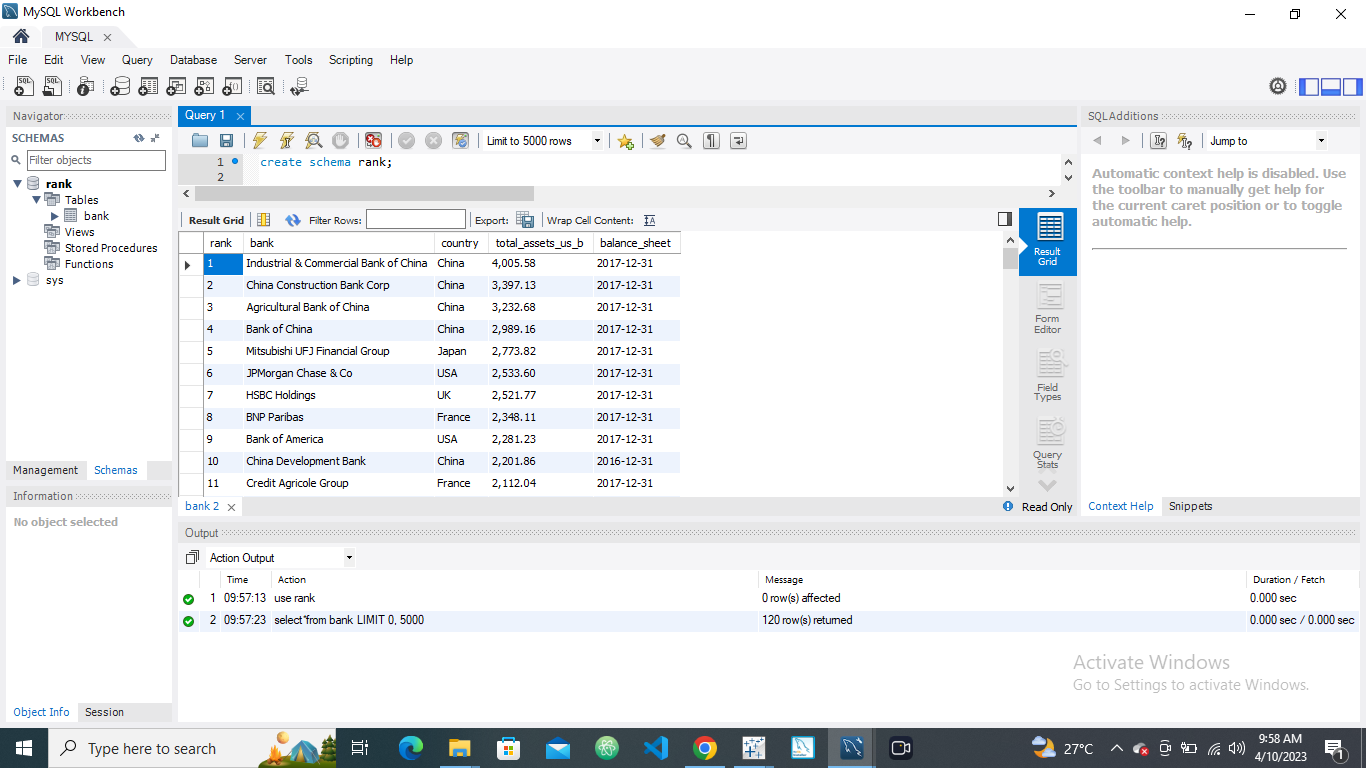 MySQL Workbench
MYSQL
File Edit View Query Database Server Tools Scripting Help
Navigator
SCHEMAS
Filter objects
rank
Tables
bank
Views
Stored Procedures
Functions
sys
Management Schemas
Information
No object selected
Object Info Session
Query 1
Limit to 5000 rows
1 create schema rank;
2
Result Grid Filter Rows: Export: Wrap Cell Content:
rank bank country total_assets_us_b balance_sheet
1 Industrial & Commercial Bank of China China 4,005.58 2017-12-31
2 China Construction Bank Corp China 3,397.13 2017-12-31
3 Agricultural Bank of China China 3,232.68 2017-12-31
4 Bank of China China 2,989.16 2017-12-31
5 Mitsubishi UFJ Financial Group Japan 2,773.82 2017-12-31
6 JPMorgan Chase & Co USA 2,533.60 2017-12-31
7 HSBC Holdings UK 2,521.77 2017-12-31
8 BNP Paribas France 2,348.11 2017-12-31
9 Bank of America USA 2,281.23 2017-12-31
10 China Development Bank China 2,201.86 2016-12-31
11 Credit Agricole Group France 2,112.04 2017-12-31
Result
Grid
Form
Editor
Field
Types
Query
Stats
bank 2
Read Only
SQLAdditions
Jump to
Automatic context help is disabled. Use
the toolbar to manually get help for
the current caret position or to toggle
automatic help.
Context Help Snippets
Output
Action Output
Time Action Message Duration / Fetch
1 09:57:13 use rank 0 row(s) affected 0.000 sec
2 09:57:23 select*from bank LIMIT 0, 5000 120 row(s) returned 0.000 sec / 0.000 sec
Activate Windows
Go to Settings to activate Windows.
Type here to search
27°C
9:58 AM
4/10/2023
1